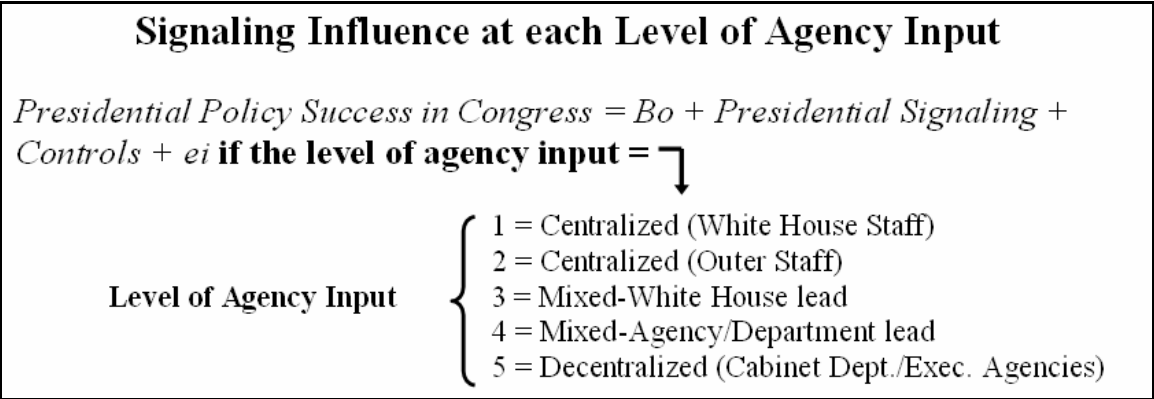 Signaling Influence at each Level of Agency Input
Presidential Policy Success in Congress = Bo + Presidential Signaling +
Controls + ei if the level of agency input =
1 = Centralized (White House Staff)
2 = Centralized (Outer Staff)
Level of Agency Input
3 = Mixed-White House lead
4 = Mixed-Agency/Department lead
5 = Decentralized (Cabinet Dept./Exec. Agencies)